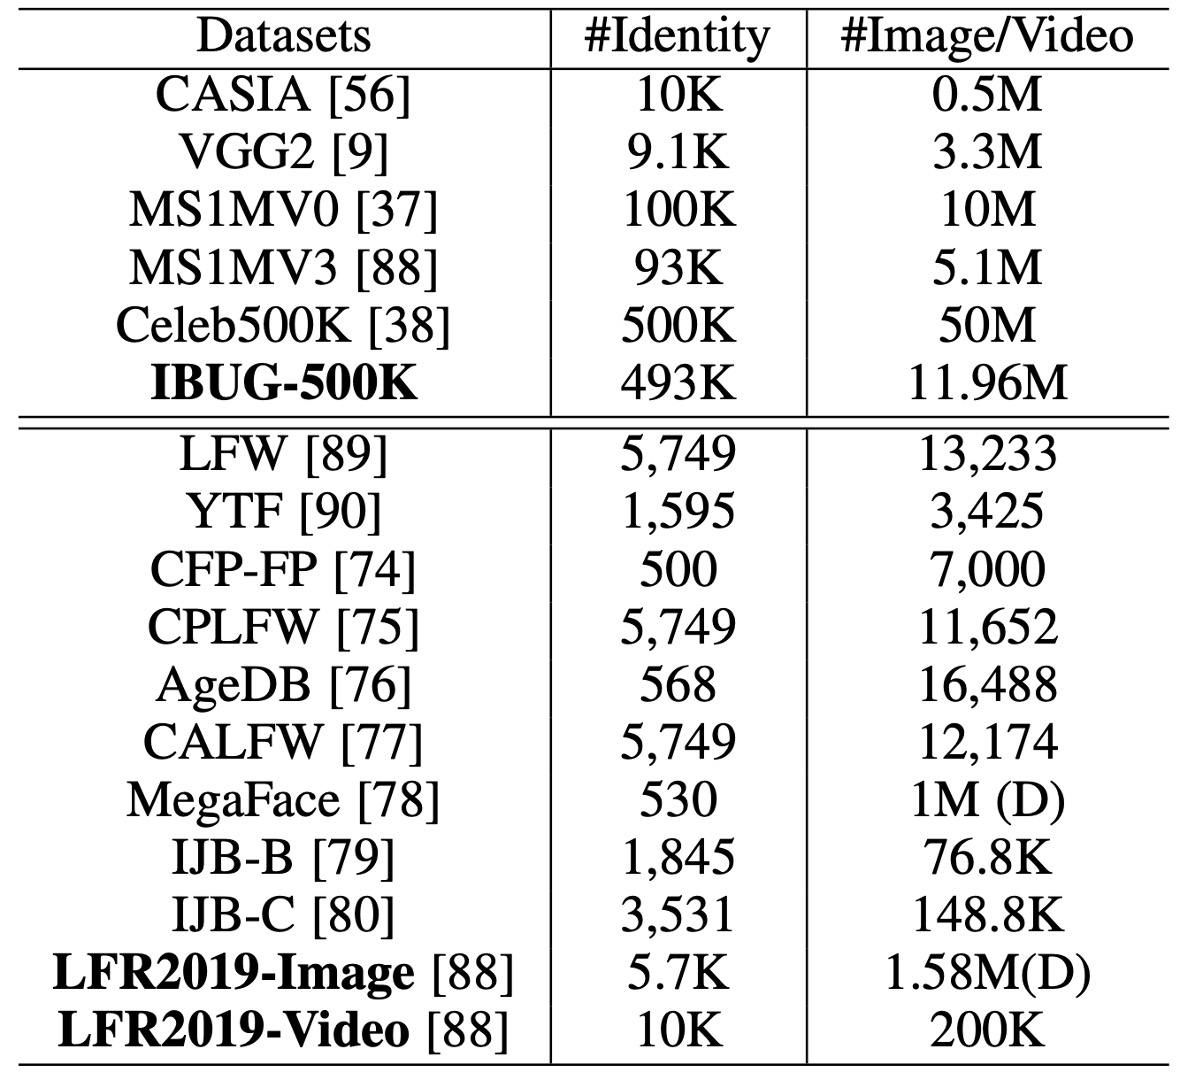 Datasets #Identity #Image/Video
CASIA [56] 10K 0.5M
VGG2 [9] 9.1K 3.3M
MS1MV0 [37] 100K 10M
MS1MV3 [88] 93K 5.1M
Celeb500K [38] 500K 50M
IBUG-500K 493K 11.96M
LFW [89] 5,749 13,233
YTF [90] 1,595 3,425
CFP-FP [74] 500 7,000
CPLFW [75] 5,749 11,652
AgeDB [76] 568 16,488
CALFW [77] 5,749 12,174
MegaFace [78] 530 1M (D)
IJB-B [79] 1,845 76.8K
IJB-C [80] 3,531 148.8K
LFR2019-Image [88] 5.7K 1.58M(D)
LFR2019-Video [88] 10K 200K